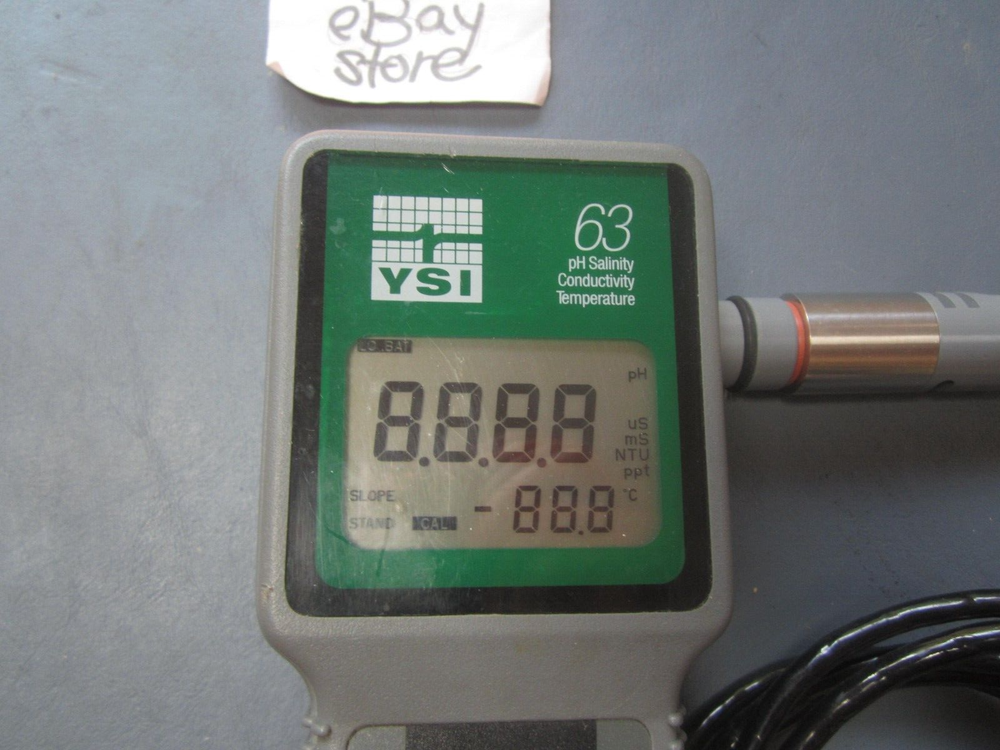 eBay
store
YSI
63
pH Salinity
Conductivity
Temperature
LO BAT
pH
8.8.8.8
uS
mS
NTU
ppt
SLOPE
-88.8 °C
STAND CAL